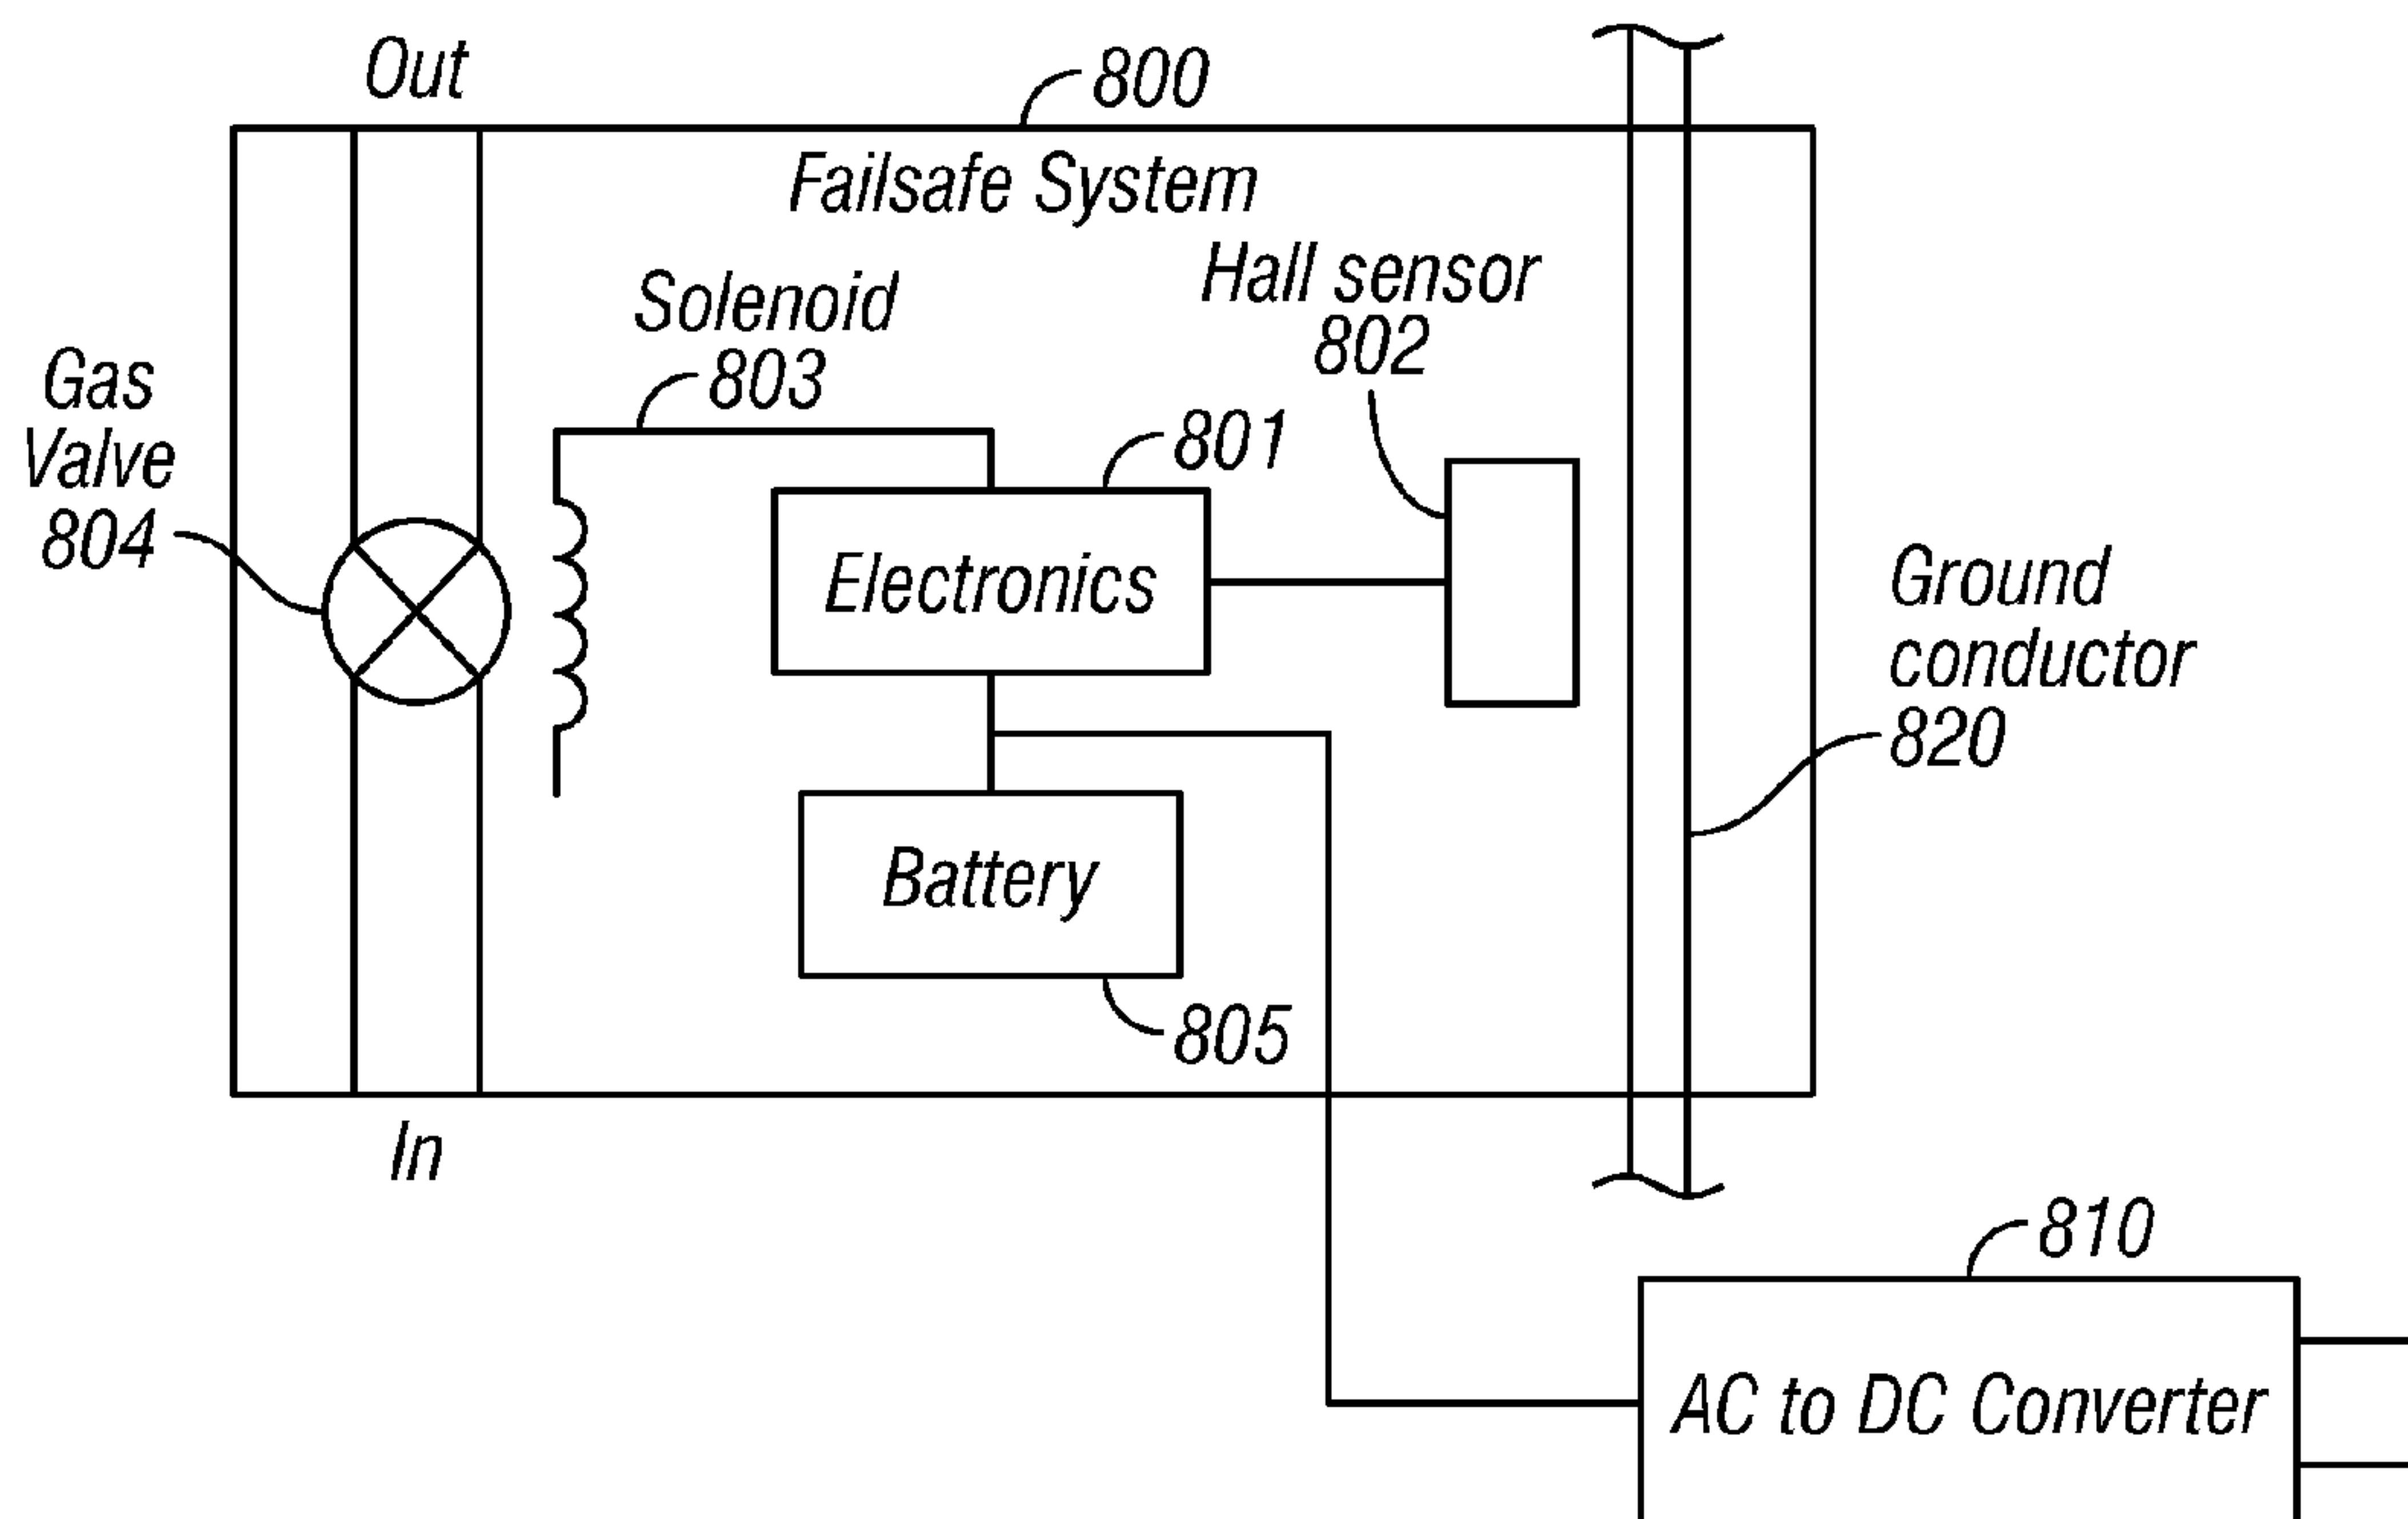 Out
800
Failsafe System
Hall sensor
802
Solenoid
803
Gas
Valve
804
801
Electronics
Ground
conductor
820
Battery
805
In
810
AC to DC Converter